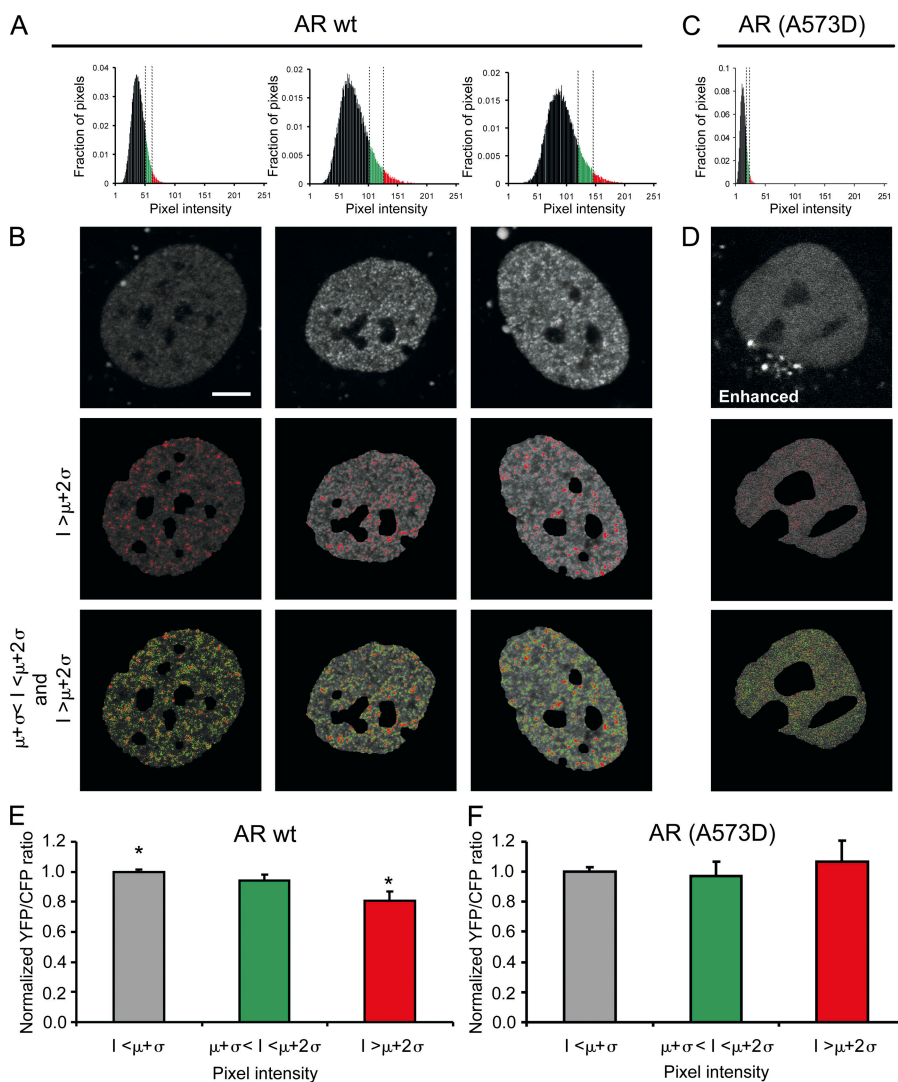 A
AR wt
C
AR (A573D)
Fraction of pixels
0.04
0.03
0.02
0.01
0
1 51 101 151 201 251
Pixel intensity
Fraction of pixels
0.02
0.015
0.01
0.005
0
1 51 101 151 201 251
Pixel intensity
Fraction of pixels
0.02
0.015
0.01
0.005
0
1 51 101 151 201 251
Pixel intensity
Fraction of pixels
0.1
0.08
0.06
0.04
0.02
0
1 51 101 151 201 251
Pixel intensity
B
D
Enhanced
I >μ+2σ
μ+σ< I <μ+2σ
and
I >μ+2σ
E
AR wt
Normalized YFP/CFP ratio
1.2
1.0
0.8
0.6
0.4
0.2
0.0
*
*
I <μ+σ
μ+σ< I <μ+2σ
I >μ+2σ
Pixel intensity
F
AR (A573D)
Normalized YFP/CFP ratio
1.2
1.0
0.8
0.6
0.4
0.2
0.0
I <μ+σ
μ+σ< I <μ+2σ
I >μ+2σ
Pixel intensity